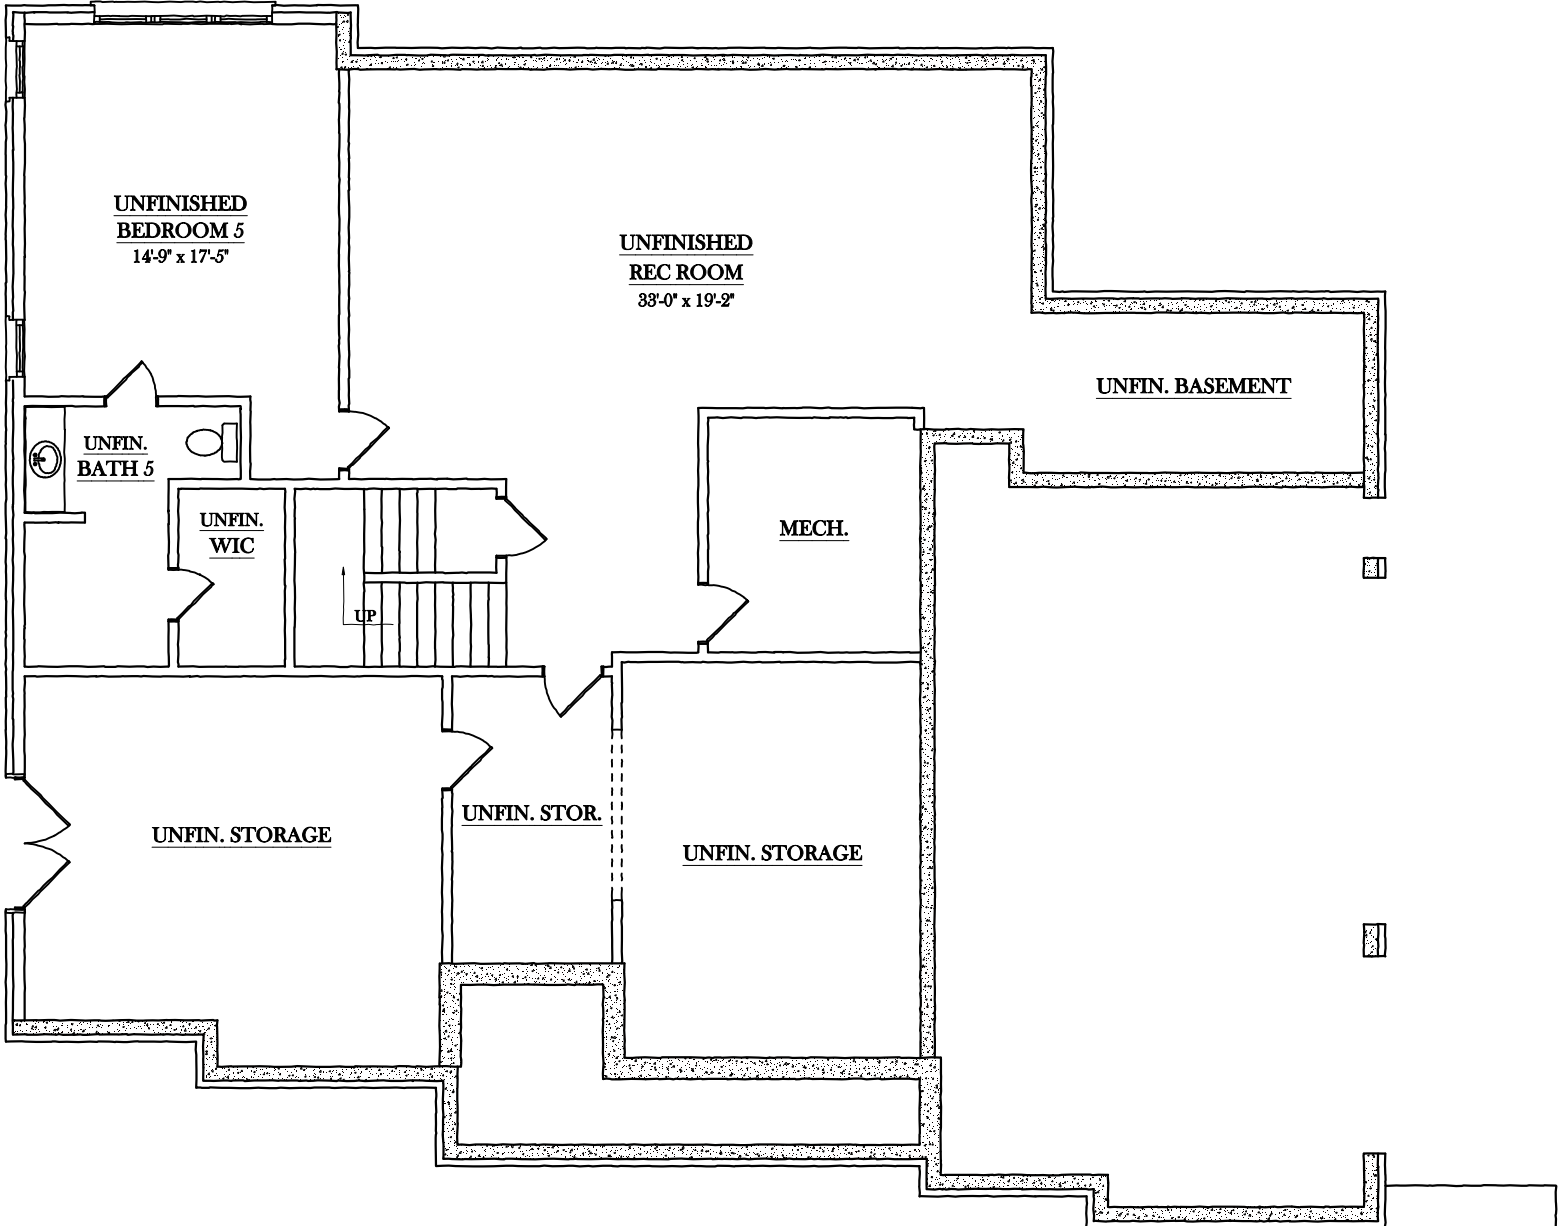 UNFINISHED
BEDROOM 5
14'-9" x 17'-5"
UNFINISHED
REC ROOM
33'-0" x 19'-2"
UNFIN. BASEMENT
UNFIN.
BATH 5
UNFIN.
WIC
MECH.
UP
UNFIN. STORAGE
UNFIN. STOR.
UNFIN. STORAGE